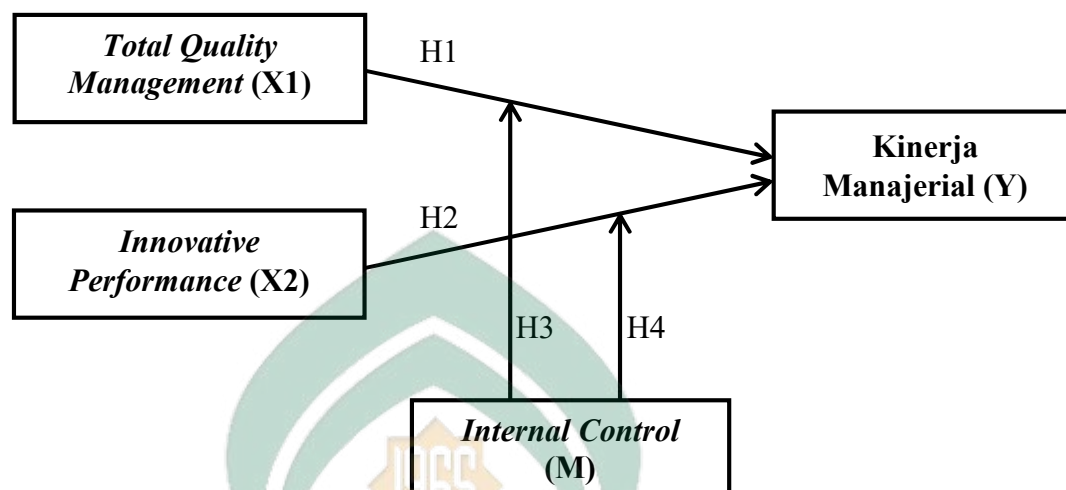 Total Quality
Management (X1)
H1
Kinerja
Manajerial (Y)
Innovative
Performance (X2)
H2
H3
H4
Internal Control
(M)